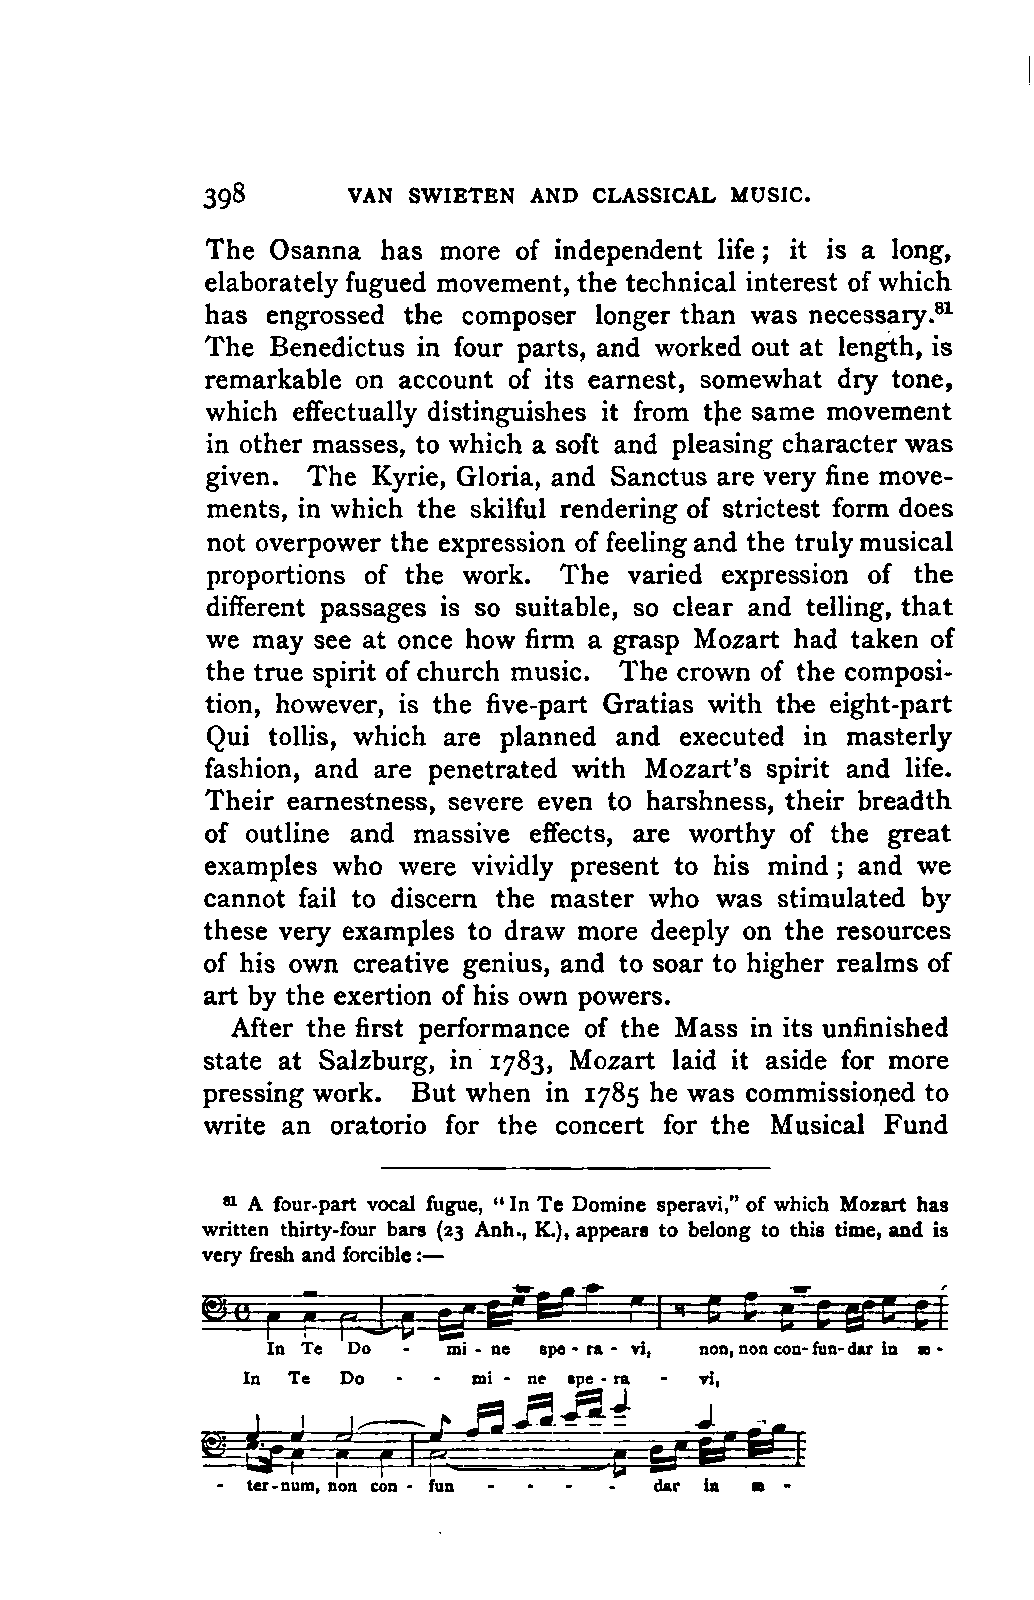 398 VAN SWIETEN AND CLASSICAL MUSIC.
The Osanna has more of independent life; it is a long,
elaborately fugued movement, the technical interest of which
has engrossed the composer longer than was necessary.81
The Benedictus in four parts, and worked out at length, is
remarkable on account of its earnest, somewhat dry tone,
which effectually distinguishes it from the same movement
in other masses, to which a soft and pleasing character was
given. The Kyrie, Gloria, and Sanctus are very fine move-
ments, in which the skilful rendering of strictest form does
not overpower the expression of feeling and the truly musical
proportions of the work. The varied expression of the
different passages is so suitable, so clear and telling, that
we may see at once how firm a grasp Mozart had taken of
the true spirit of church music. The crown of the composi-
tion, however, is the five-part Gratias with the eight-part
Qui tollis, which are planned and executed in masterly
fashion, and are penetrated with Mozart's spirit and life.
Their earnestness, severe even to harshness, their breadth
of outline and massive effects, are worthy of the great
examples who were vividly present to his mind; and we
cannot fail to discern the master who was stimulated by
these very examples to draw more deeply on the resources
of his own creative genius, and to soar to higher realms of
art by the exertion of his own powers.
After the first performance of the Mass in its unfinished
state at Salzburg, in 1783, Mozart laid it aside for more
pressing work. But when in 1785 he was commissioned to
write an oratorio for the concert for the Musical Fund
81 A four-part vocal fugue, "In Te Domine speravi," of which Mozart has
written thirty-four bars (23 Anh., K.), appears to belong to this time, and is
very fresh and forcible:—
In Te Do - mi - ne spe - ra - vi, non, non con- fun- dar in æ -
In Te Do - - mi - ne spe - ra - vi,
- ter-num, non con - fun - - - - dar in æ -